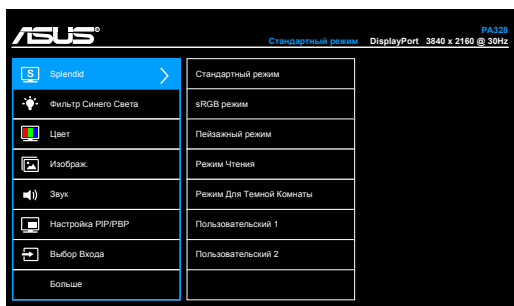 ASUS
PA328
Стандартный режим DisplayPort 3840 x 2160 @ 30Hz
S Splendid
Стандартный режим
Фильтр Синего Света
sRGB режим
Цвет
Пейзажный режим
Изображ.
Режим Чтения
Звук
Режим Для Темной Комнаты
Настройка PIP/PBP
Пользовательский 1
Выбор Входа
Пользовательский 2
Больше